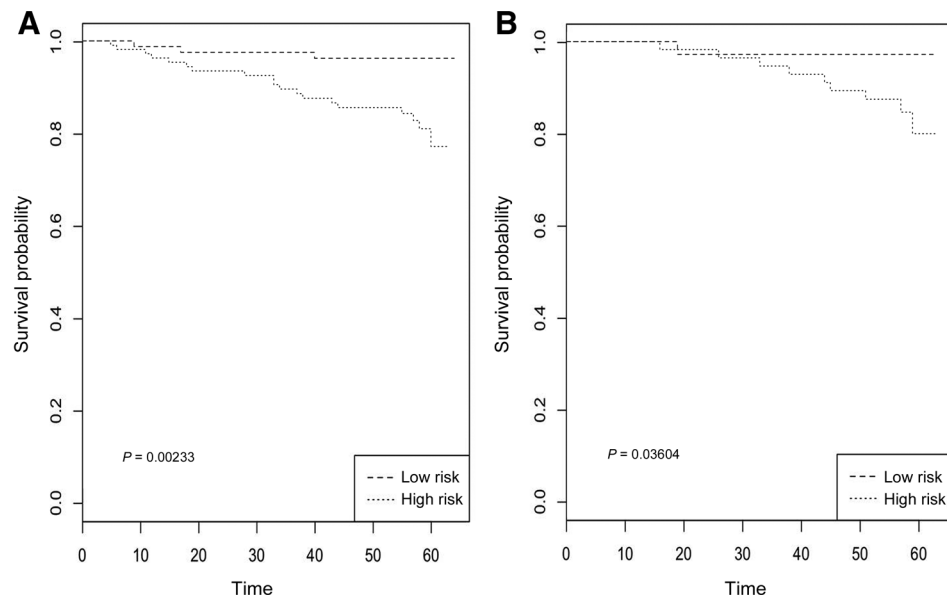 A
Survival probability
1.0
0.8
0.6
0.4
0.2
0.0
P = 0.00233
Low risk
High risk
0 10 20 30 40 50 60
Time
B
Survival probability
1.0
0.8
0.6
0.4
0.2
0.0
P = 0.03604
Low risk
High risk
0 10 20 30 40 50 60
Time